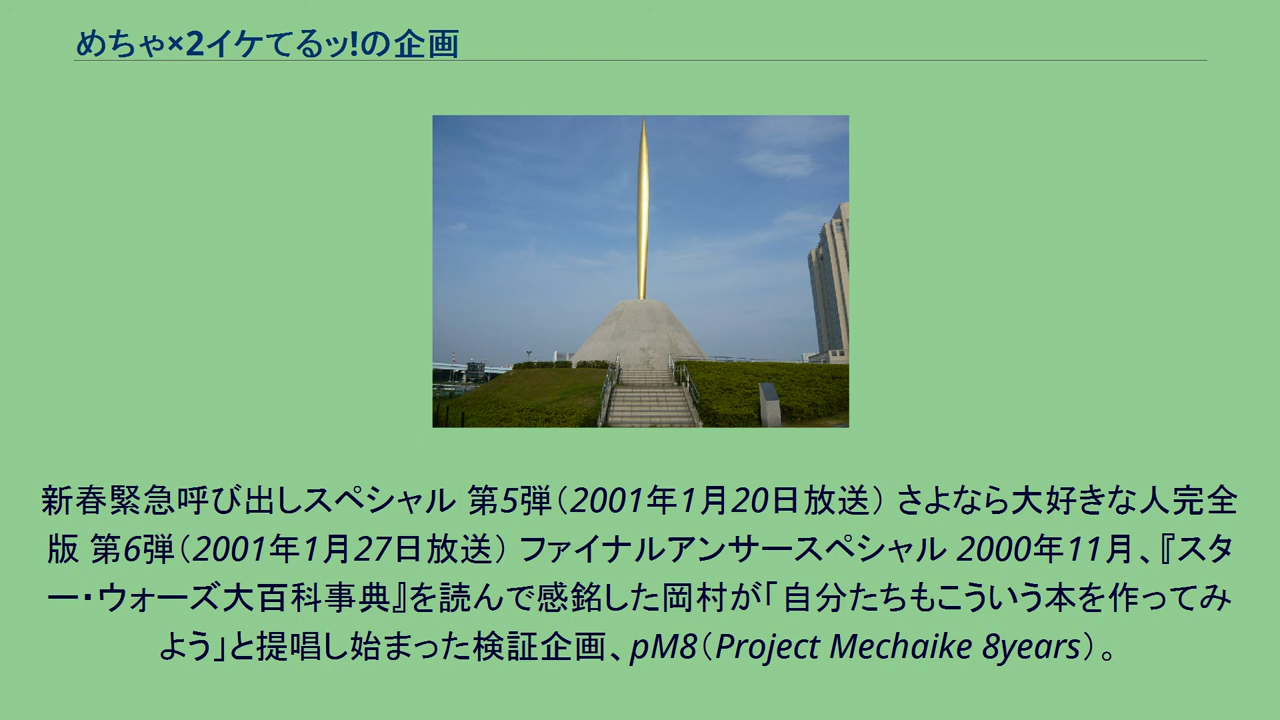 めちゃ×2イケてるッ!の企画
新春緊急呼び出しスペシャル 第5弾（2001年1月20日放送） さよなら大好きな人完全
版 第6弾（2001年1月27日放送） ファイナルアンサースペシャル 2000年11月、『スタ
ー・ウォーズ大百科事典』を読んで感銘した岡村が「自分たちもこういう本を作ってみ
よう」と提唱し始まった検証企画、pM8（Project Mechaike 8years）。